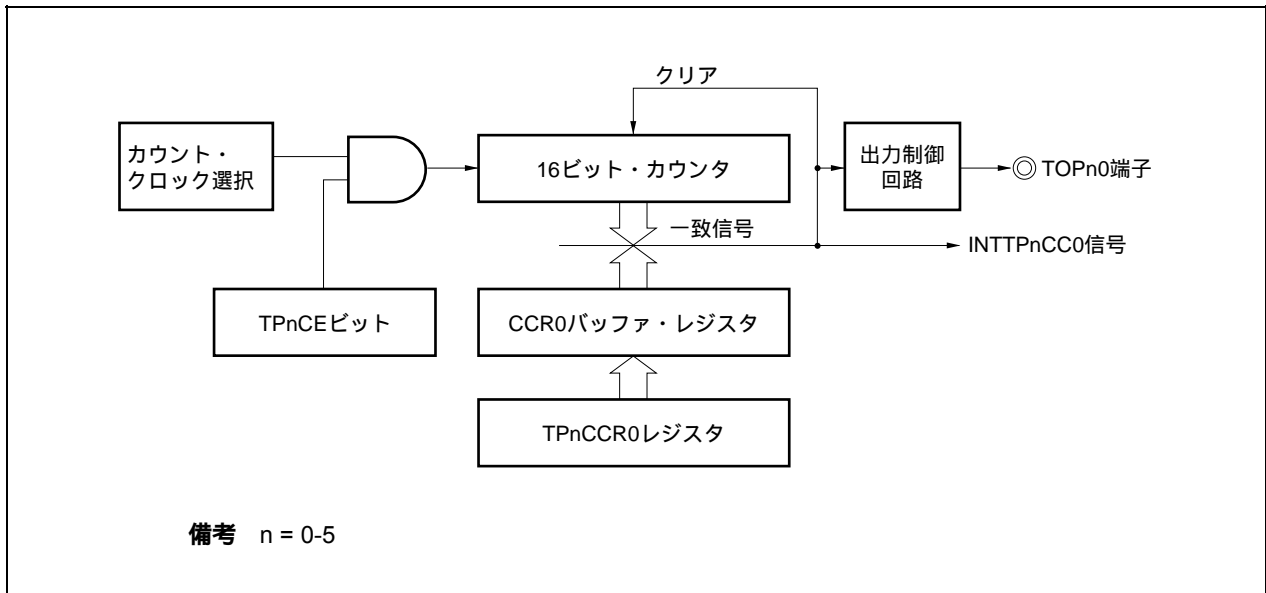 クリア
カウント・
クロック選択
16ビット・カウンタ
出力制御
回路
TOPn0端子
一致信号
INTTPnCC0信号
TPnCEビット
CCR0バッファ・レジスタ
TPnCCR0レジスタ
備考 n = 0-5